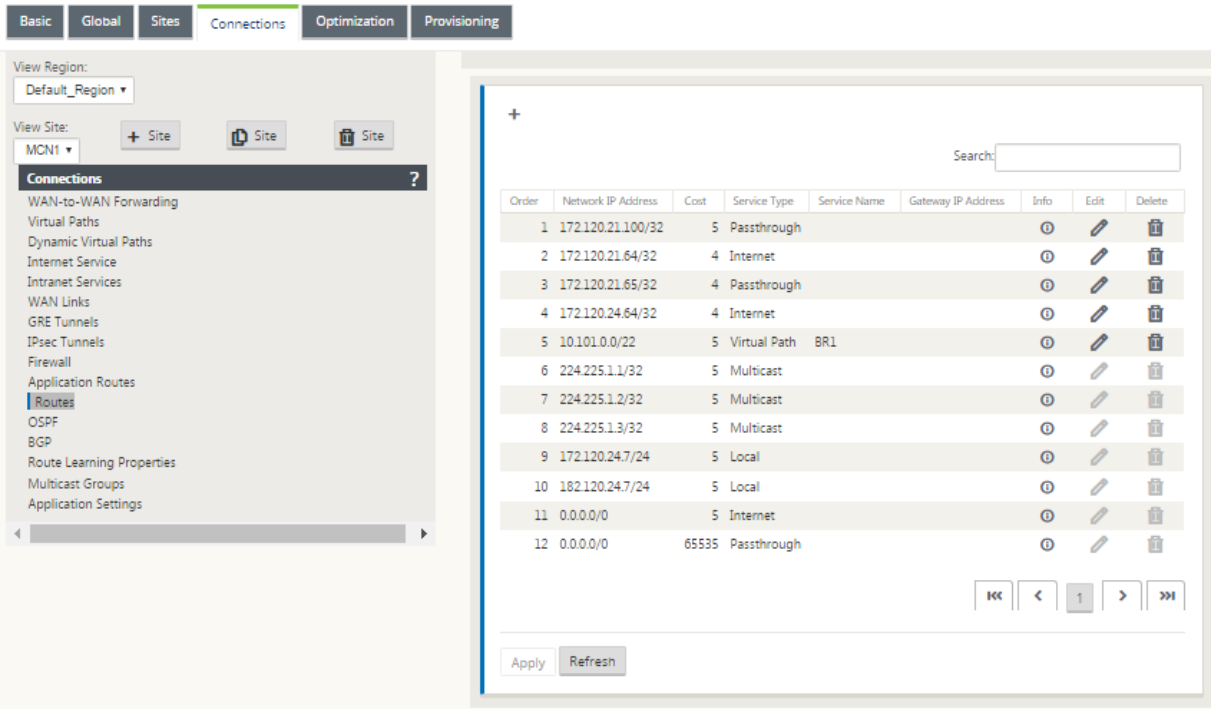 Basic Global Sites Connections Optimization Provisioning
View Region:
Default_Region
View Site:
MCN1 + Site Site Site
Connections ?
WAN-to-WAN Forwarding
Virtual Paths
Dynamic Virtual Paths
Internet Service
Intranet Services
WAN Links
GRE Tunnels
IPsec Tunnels
Firewall
Application Routes
Routes
OSPF
BGP
Route Learning Properties
Multicast Groups
Application Settings
+
Search:
Order Network IP Address Cost Service Type Service Name Gateway IP Address Info Edit Delete
1 172.120.21.100/32 5 Passthrough
2 172.120.21.64/32 4 Internet
3 172.120.21.65/32 4 Passthrough
4 172.120.24.64/32 4 Internet
5 10.101.0.0/22 5 Virtual Path BR1
6 224.225.1.1/32 5 Multicast
7 224.225.1.2/32 5 Multicast
8 224.225.1.3/32 5 Multicast
9 172.120.24.7/24 5 Local
10 182.120.24.7/24 5 Local
11 0.0.0.0/0 5 Internet
12 0.0.0.0/0 65535 Passthrough
1
Apply Refresh